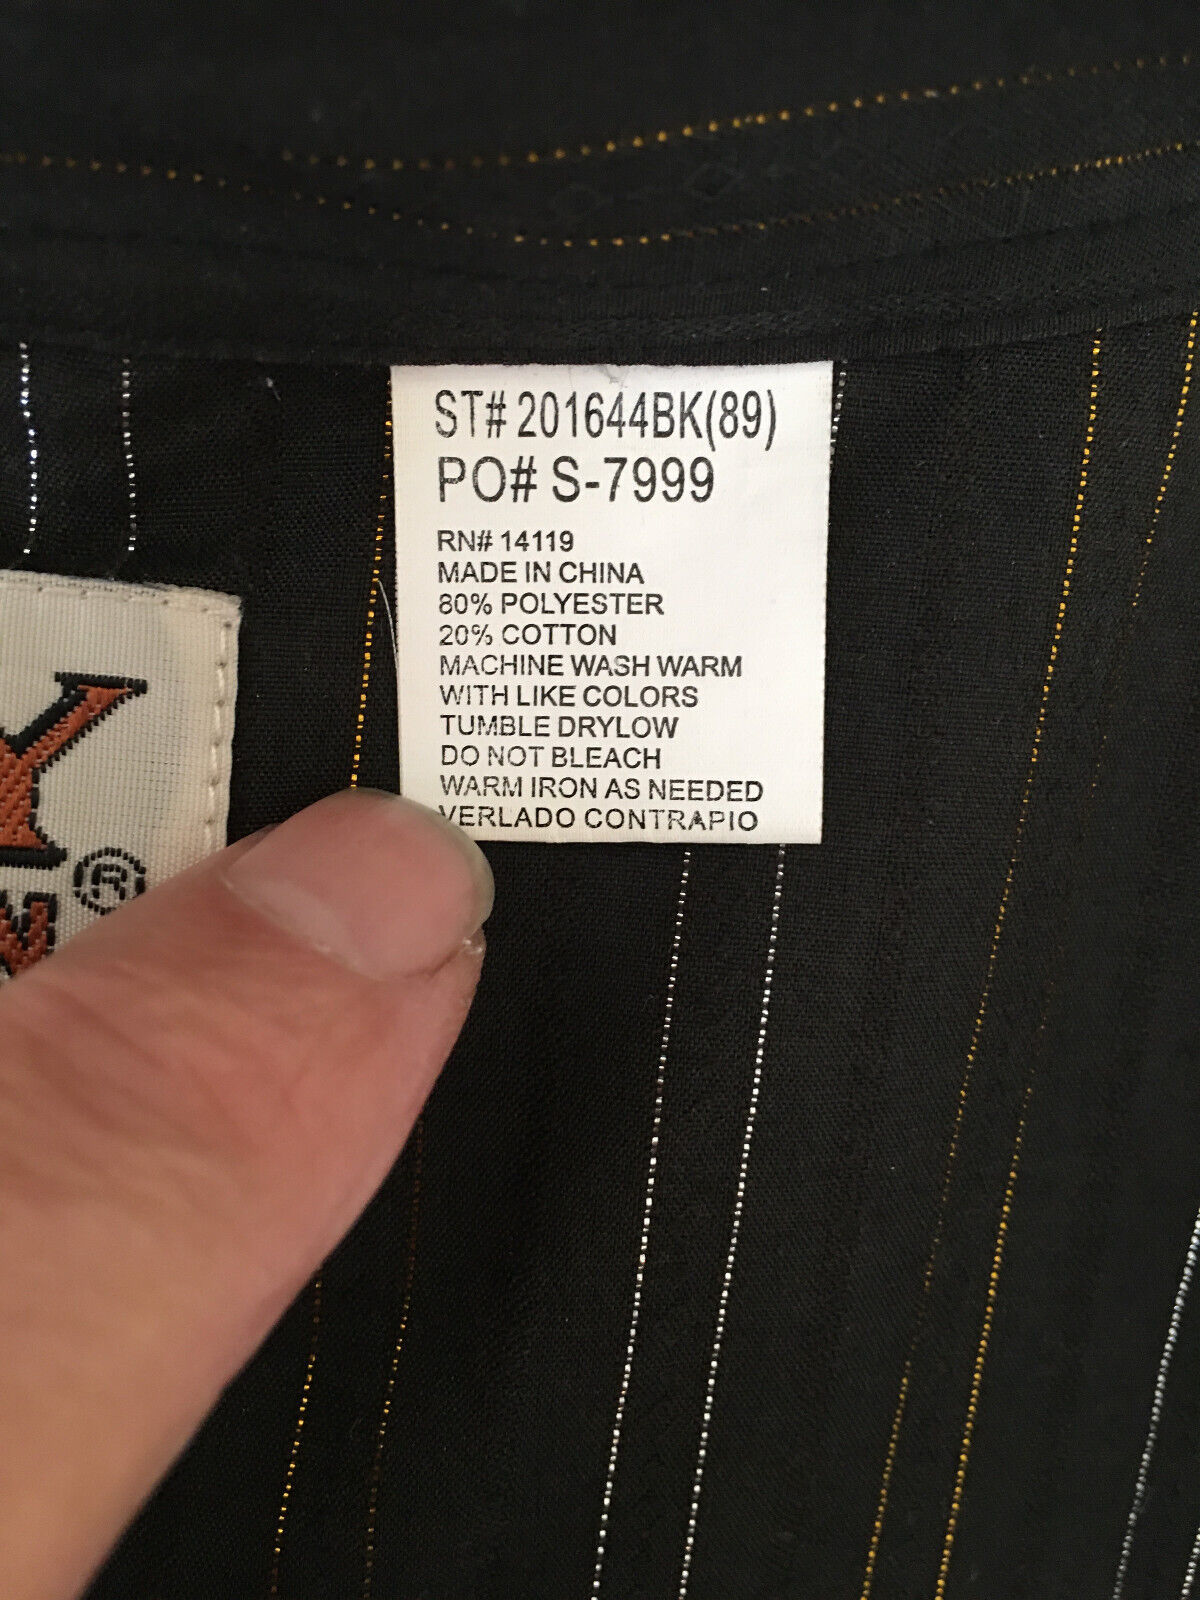 ST# 201644BK(89)
PO# S-7999
RN# 14119
MADE IN CHINA
80% POLYESTER
20% COTTON
MACHINE WASH WARM
WITH LIKE COLORS
TUMBLE DRYLOW
DO NOT BLEACH
WARM IRON AS NEEDED
VERLADO CONTRAPIO
Y®